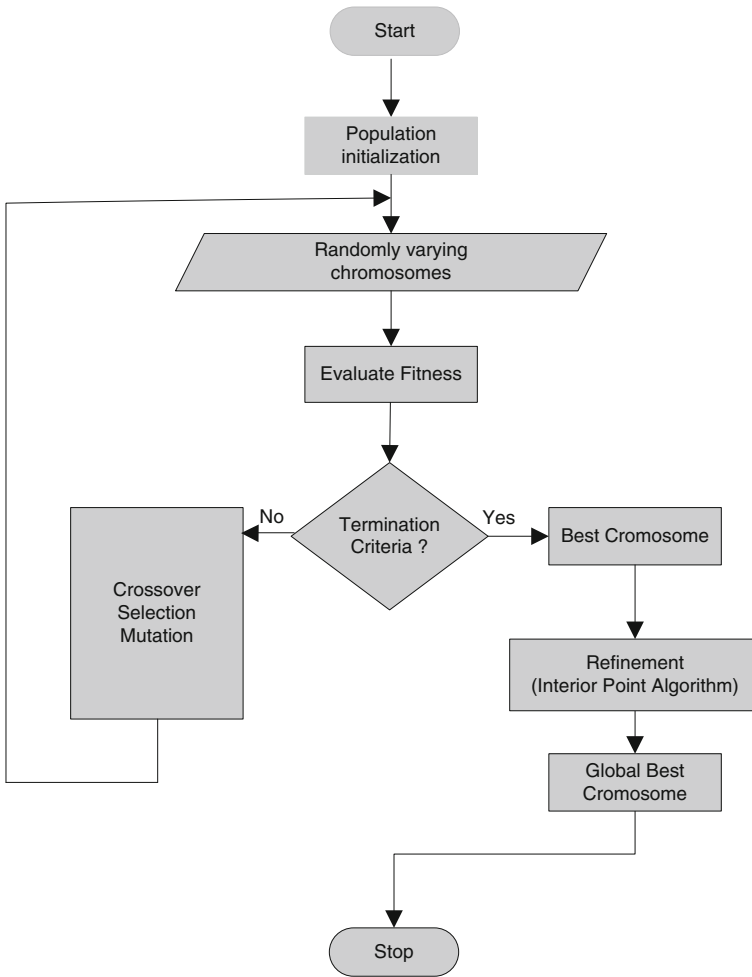 Start
Population
initialization
Randomly varying
chromosomes
Evaluate Fitness
Termination
Criteria ?
No
Yes
Crossover
Selection
Mutation
Best Cromosome
Refinement
(Interior Point Algorithm)
Global Best
Cromosome
Stop